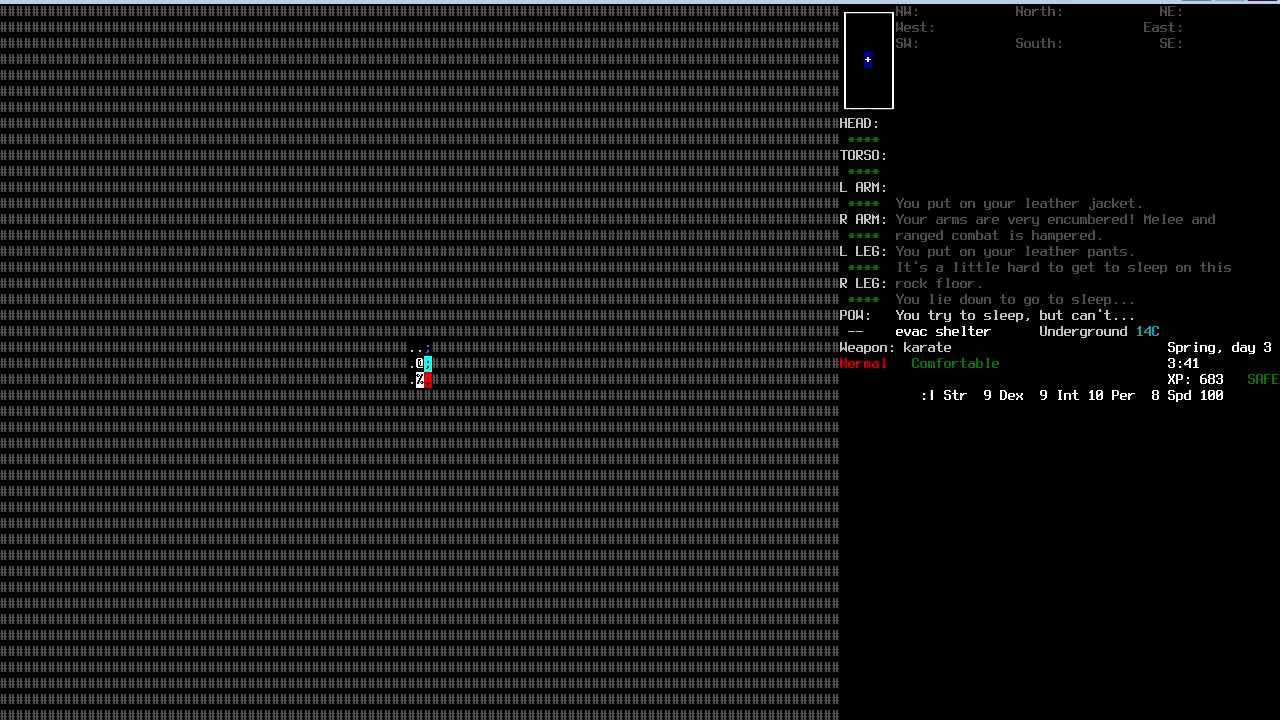 NW: North: NE:
West: East:
SW: South: SE:
+
HEAD:
****
TORSO:
****
L ARM:
**** You put on your leather jacket.
R ARM: Your arms are very encumbered! Melee and
**** ranged combat is hampered.
L LEG: You put on your leather pants.
**** It's a little hard to get to sleep on this
R LEG: rock floor.
**** You lie down to go to sleep...
POW: You try to sleep, but can't...
-- evac shelter Underground 14C
..;
Weapon: karate Spring, day 3
.@;
Normal Comfortable 3:41
.%.
XP: 683 SAFE
:| Str 9 Dex 9 Int 10 Per 8 Spd 100